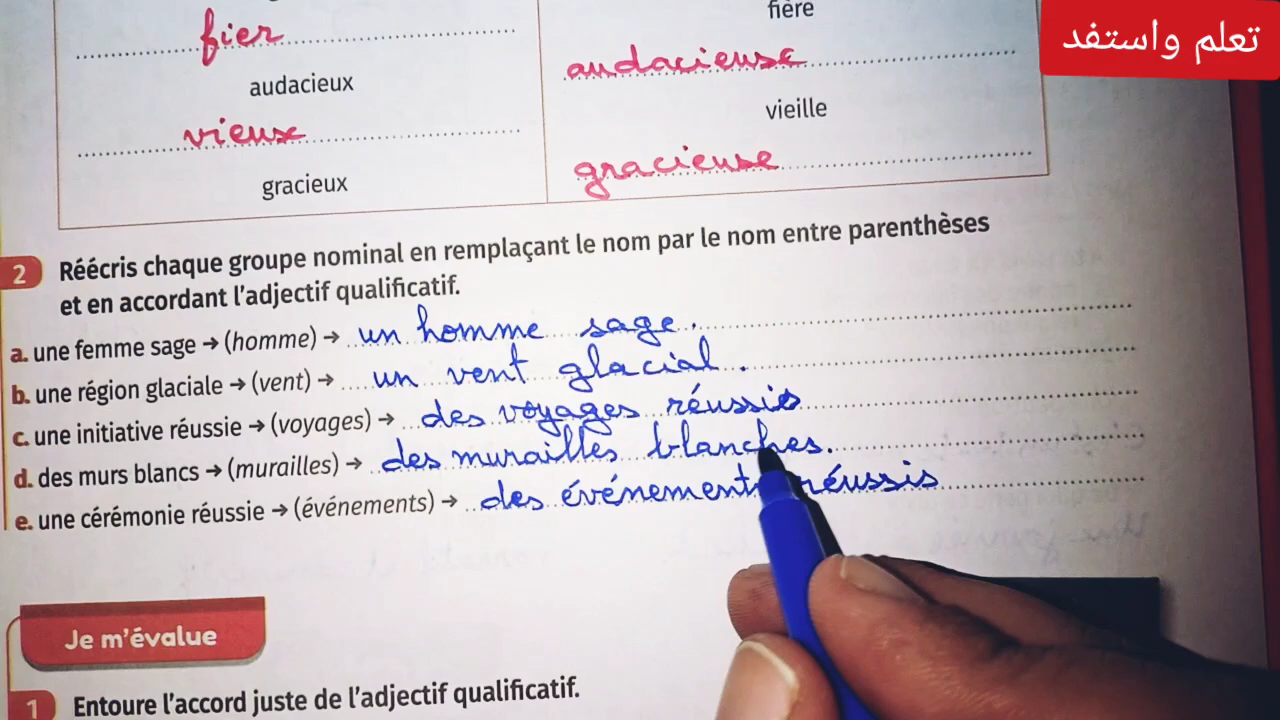 تعلم واستفد
fière
fier
audacieuse
audacieux
vieille
vieux
gracieuse
gracieux
2 Réécris chaque groupe nominal en remplaçant le nom par le nom entre parenthèses
et en accordant l'adjectif qualificatif.
a. une femme sage → (homme) → un homme sage.
b. une région glaciale → (vent) → un vent glacial.
c. une initiative réussie → (voyages) → des voyages réussis
d. des murs blancs → (murailles) → des murailles blanches.
e. une cérémonie réussie → (événements) → des événements réussis
Je m'évalue
1 Entoure l'accord juste de l'adjectif qualificatif.